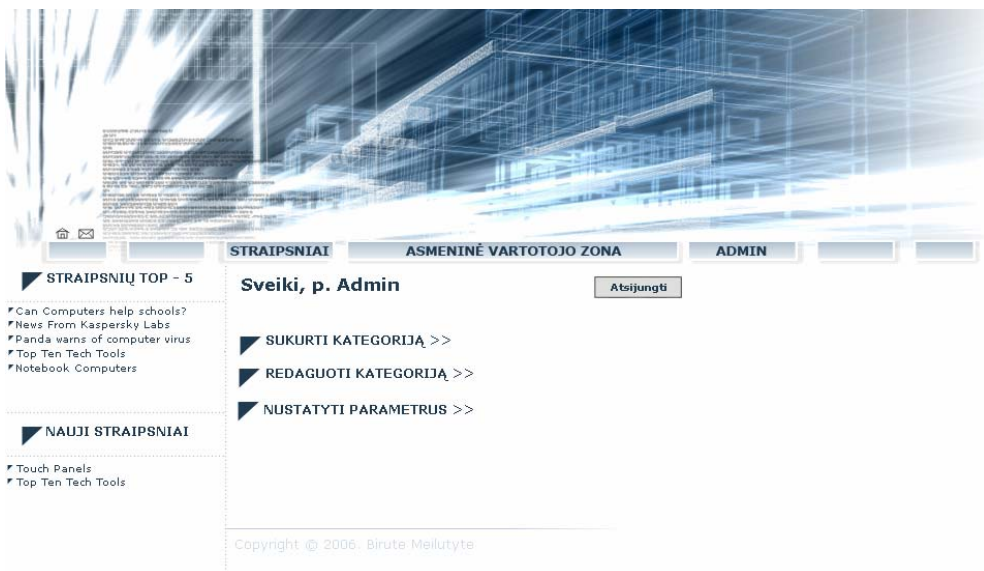 STRAIPSNIAI ASMENINĖ VARTOTOJO ZONA ADMIN
STRAIPSNIŲ TOP - 5
Can Computers help schools?
News From Kaspersky Labs
Panda warns of computer virus
Top Ten Tech Tools
Notebook Computers
NAUJI STRAIPSNIAI
Touch Panels
Top Ten Tech Tools
Sveiki, p. Admin
Atsijungti
SUKURTI KATEGORIJĄ >>
REDAGUOTI KATEGORIJĄ >>
NUSTATYTI PARAMETRUS >>
Copyright @ 2006. Birute Meilutyte